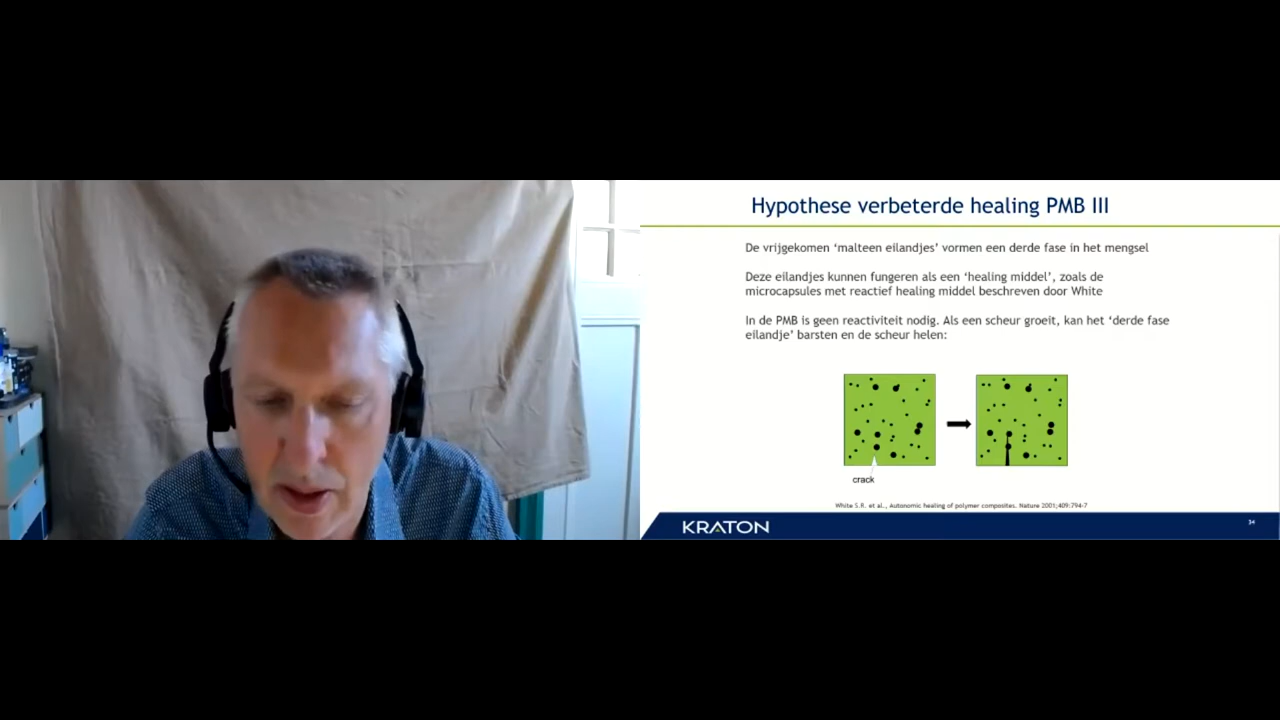 Hypothese verbeterde healing PMB III
De vrijgekomen ‘malteen eilandjes’ vormen een derde fase in het mengsel
Deze eilandjes kunnen fungeren als een ‘healing middel’, zoals de
microcapsules met reactief healing middel beschreven door White
In de PMB is geen reactiviteit nodig. Als een scheur groeit, kan het ‘derde fase
eilandje’ barsten en de scheur helen:
crack
White S.R. et al., Autonomic healing of polymer composites. Nature 2001;409:794-7
KRATON
34